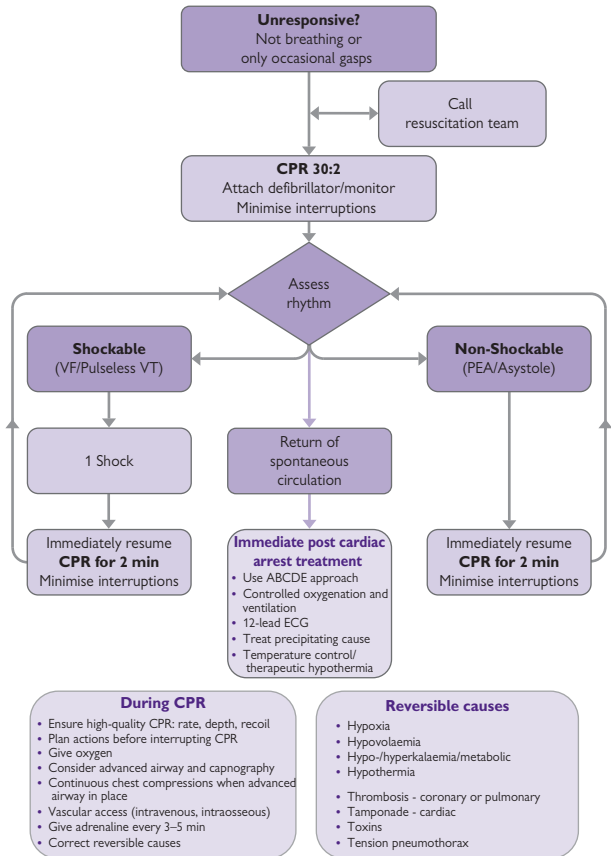 Unresponsive?
Not breathing or
only occasional gasps
Call
resuscitation team
CPR 30:2
Attach defibrillator/monitor
Minimise interruptions
Assess
rhythm
Shockable
(VF/Pulseless VT)
Non-Shockable
(PEA/Asystole)
1 Shock
Return of
spontaneous
circulation
Immediately resume
CPR for 2 min
Minimise interruptions
Immediate post cardiac
arrest treatment
• Use ABCDE approach
• Controlled oxygenation and
ventilation
• 12-lead ECG
• Treat precipitating cause
• Temperature control/
therapeutic hypothermia
Immediately resume
CPR for 2 min
Minimise interruptions
During CPR
• Ensure high-quality CPR: rate, depth, recoil
• Plan actions before interrupting CPR
• Give oxygen
• Consider advanced airway and capnography
• Continuous chest compressions when advanced
airway in place
• Vascular access (intravenous, intraosseous)
• Give adrenaline every 3–5 min
• Correct reversible causes
Reversible causes
• Hypoxia
• Hypovolaemia
• Hypo-/hyperkalaemia/metabolic
• Hypothermia
• Thrombosis - coronary or pulmonary
• Tamponade - cardiac
• Toxins
• Tension pneumothorax